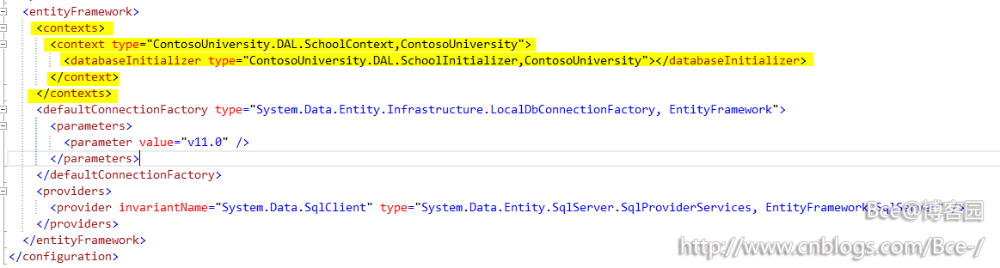 <entityFramework>
<contexts>
<context type="ContosoUniversity.DAL.SchoolContext,ContosoUniversity">
<databaseInitializer type="ContosoUniversity.DAL.SchoolInitializer,ContosoUniversity"></databaseInitializer>
</context>
</contexts>
<defaultConnectionFactory type="System.Data.Entity.Infrastructure.LocalDbConnectionFactory, EntityFramework">
<parameters>
<parameter value="v11.0" />
</parameters>
</defaultConnectionFactory>
<providers>
<provider invariantName="System.Data.SqlClient" type="System.Data.Entity.SqlServer.SqlProviderServices, EntityFramework.SqlServer" />
</providers>
</entityFramework>
</configuration>
Bce@博客园
http://www.cnblogs.com/Bce-/